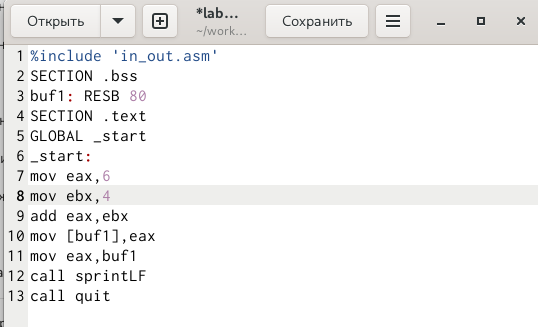 Открыть
*lab...
~/work...
Сохранить
1 %include 'in_out.asm'
2 SECTION .bss
3 buf1: RESB 80
4 SECTION .text
5 GLOBAL _start
6 _start:
7 mov eax,6
8 mov ebx,4
9 add eax,ebx
10 mov [buf1],eax
11 mov eax,buf1
12 call sprintLF
13 call quit